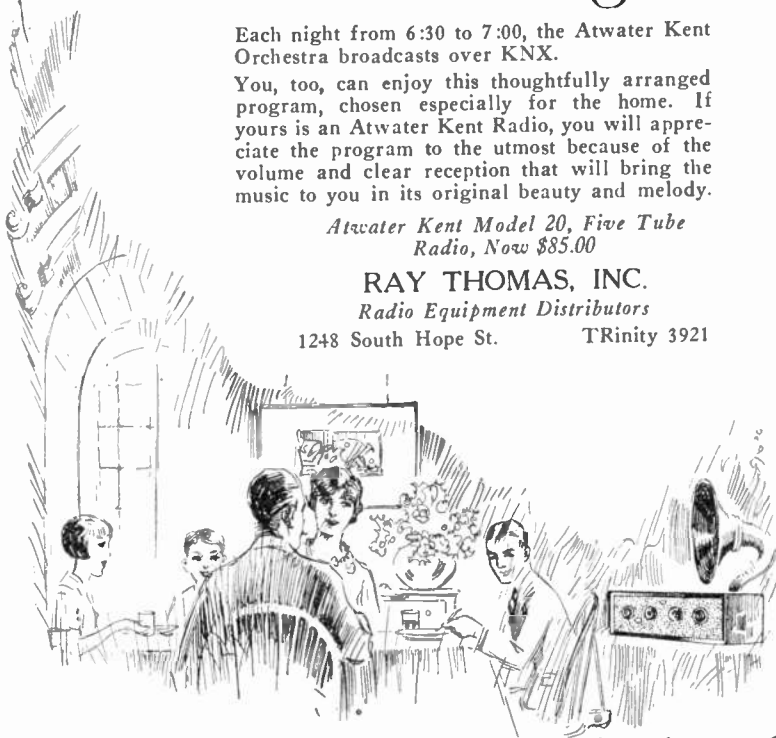 Each night from 6:30 to 7:00, the Atwater Kent
Orchestra broadcasts over KNX.
You, too, can enjoy this thoughtfully arranged
program, chosen especially for the home. If
yours is an Atwater Kent Radio, you will appre-
ciate the program to the utmost because of the
volume and clear reception that will bring the
music to you in its original beauty and melody.
Atwater Kent Model 20, Five Tube
Radio, Now $85.00
RAY THOMAS, INC.
Radio Equipment Distributors
1248 South Hope St. TRinity 3921